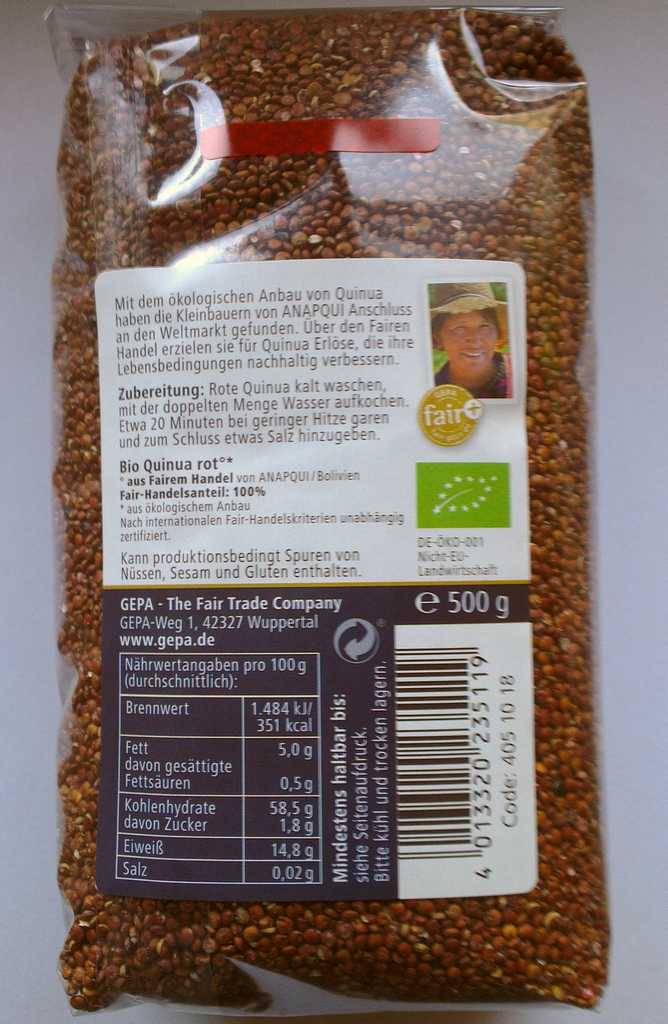 Mit dem ökologischen Anbau von Quinua
haben die Kleinbauern von ANAPQUI Anschluss
an den Weltmarkt gefunden. Über den Fairen
Handel erzielen sie für Quinua Erlöse, die ihre
Lebensbedingungen nachhaltig verbessern.
Zubereitung: Rote Quinua kalt waschen,
mit der doppelten Menge Wasser aufkochen.
Etwa 20 Minuten bei geringer Hitze garen
und zum Schluss etwas Salz hinzugeben.
GEPA
fair+
Bio Quinua rot°*
° aus Fairem Handel von ANAPQUI/Bolivien
Fair-Handelsanteil: 100%
* aus ökologischem Anbau
Nach internationalen Fair-Handelskriterien unabhängig
zertifiziert.
Kann produktionsbedingt Spuren von
Nüssen, Sesam und Gluten enthalten.
DE-ÖKO-001
Nicht-EU-
Landwirtschaft
GEPA - The Fair Trade Company
GEPA-Weg 1, 42327 Wuppertal
www.gepa.de
℮ 500 g
Nährwertangaben pro 100 g
(durchschnittlich):
Brennwert 1.484 kJ/
351 kcal
Fett 5,0 g
davon gesättigte
Fettsäuren 0,5 g
Kohlenhydrate 58,5 g
davon Zucker 1,8 g
Eiweiß 14,8 g
Salz 0,02 g
®
Mindestens haltbar bis:
siehe Seitenaufdruck.
Bitte kühl und trocken lagern.
4 013320 235119
Code: 405 10 18